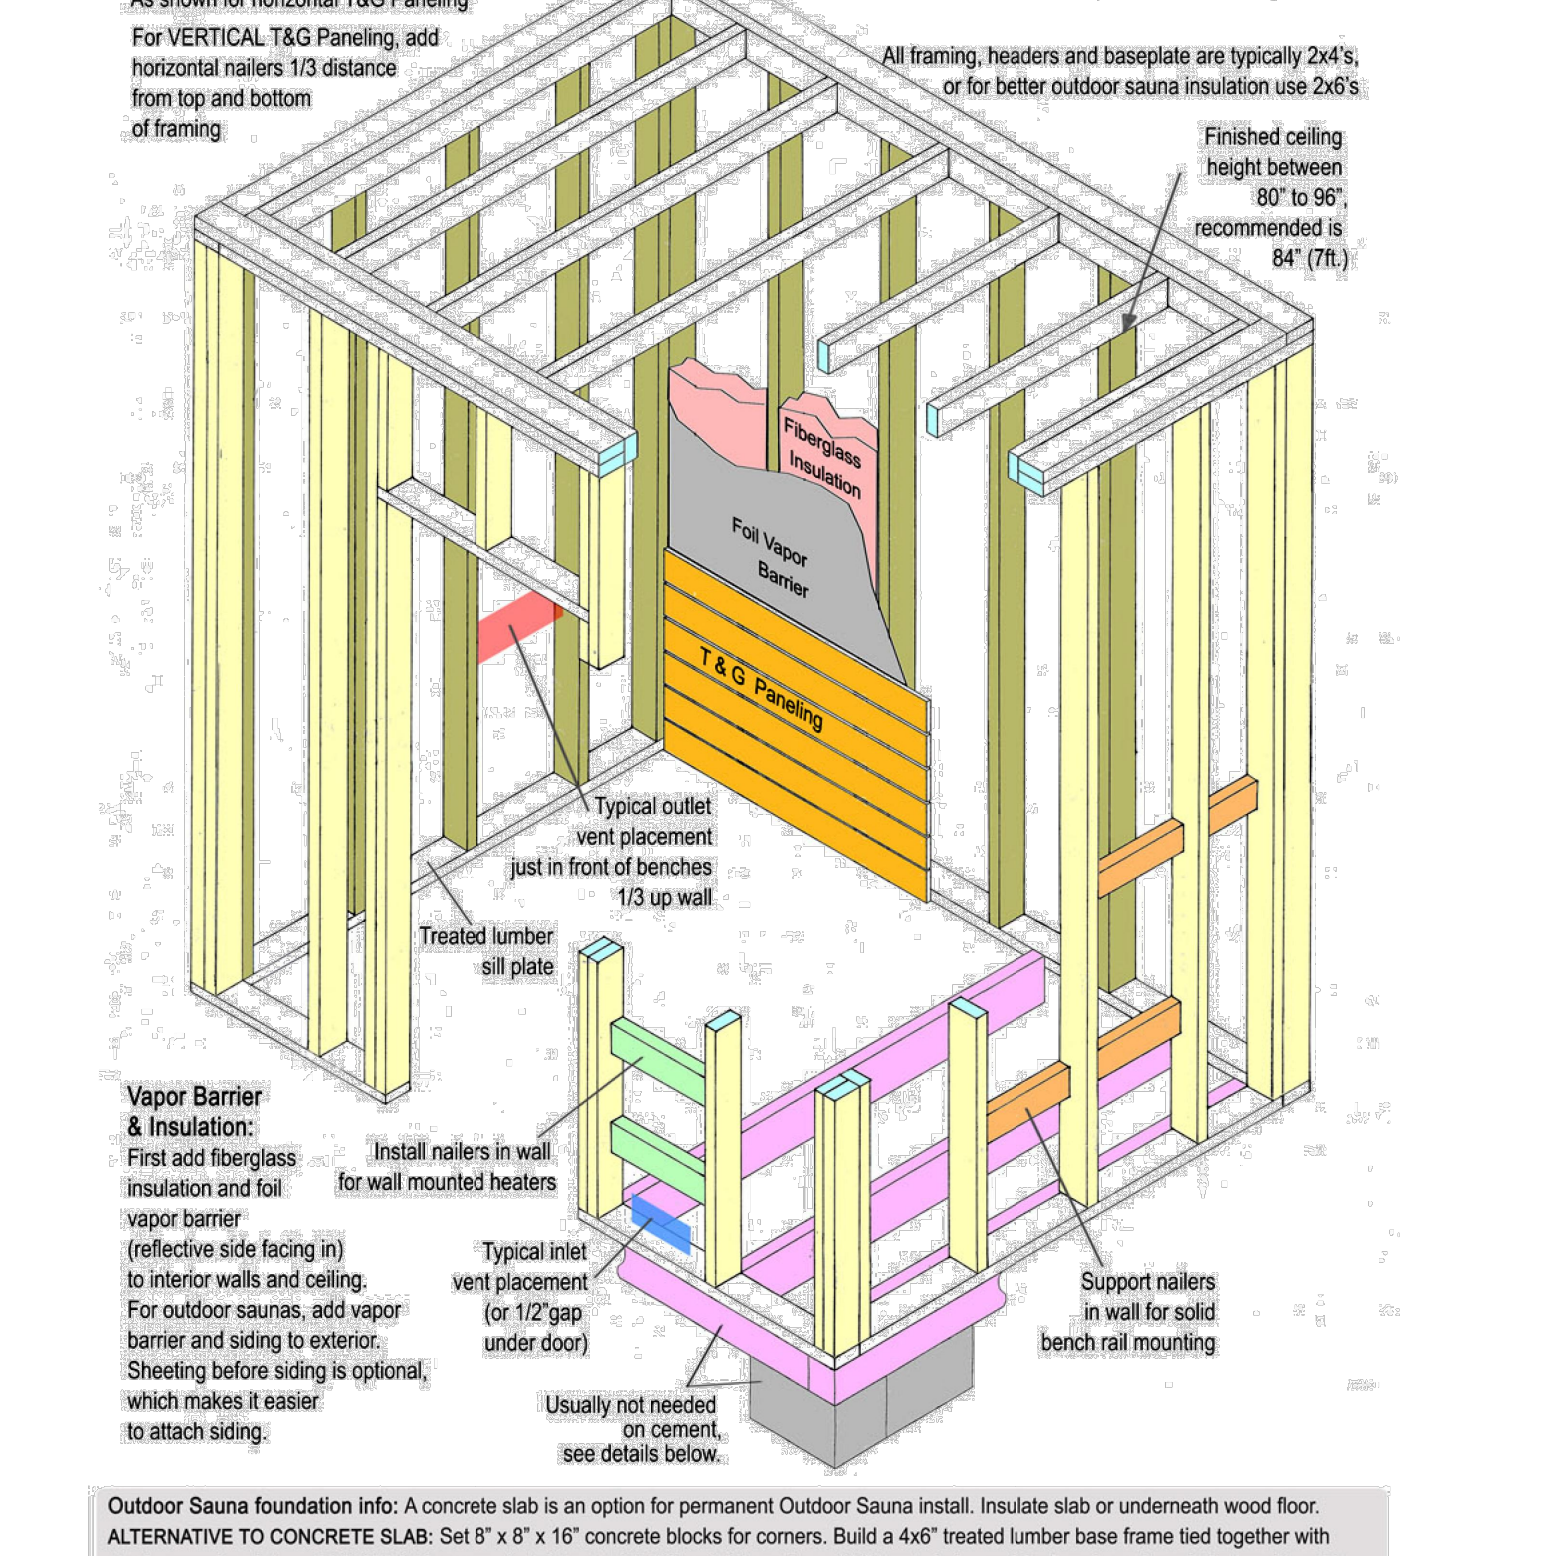 As shown for horizontal T&G Paneling
For VERTICAL T&G Paneling, add
horizontal nailers 1/3 distance
from top and bottom
of framing
All framing, headers and baseplate are typically 2x4's,
or for better outdoor sauna insulation use 2x6's
Finished ceiling
height between
80” to 96”,
recommended is
84” (7ft.)
Fiberglass
Insulation
Foil Vapor
Barrier
T & G Paneling
Typical outlet
vent placement
just in front of benches
1/3 up wall
Treated lumber
sill plate
Vapor Barrier
& Insulation:
First add fiberglass
insulation and foil
vapor barrier
(reflective side facing in)
to interior walls and ceiling.
For outdoor saunas, add vapor
barrier and siding to exterior.
Sheeting before siding is optional,
which makes it easier
to attach siding.
Install nailers in wall
for wall mounted heaters
Typical inlet
vent placement
(or 1/2”gap
under door)
Support nailers
in wall for solid
bench rail mounting
Usually not needed
on cement,
see details below.
Outdoor Sauna foundation info: A concrete slab is an option for permanent Outdoor Sauna install. Insulate slab or underneath wood floor.
ALTERNATIVE TO CONCRETE SLAB: Set 8” x 8” x 16” concrete blocks for corners. Build a 4x6” treated lumber base frame tied together with